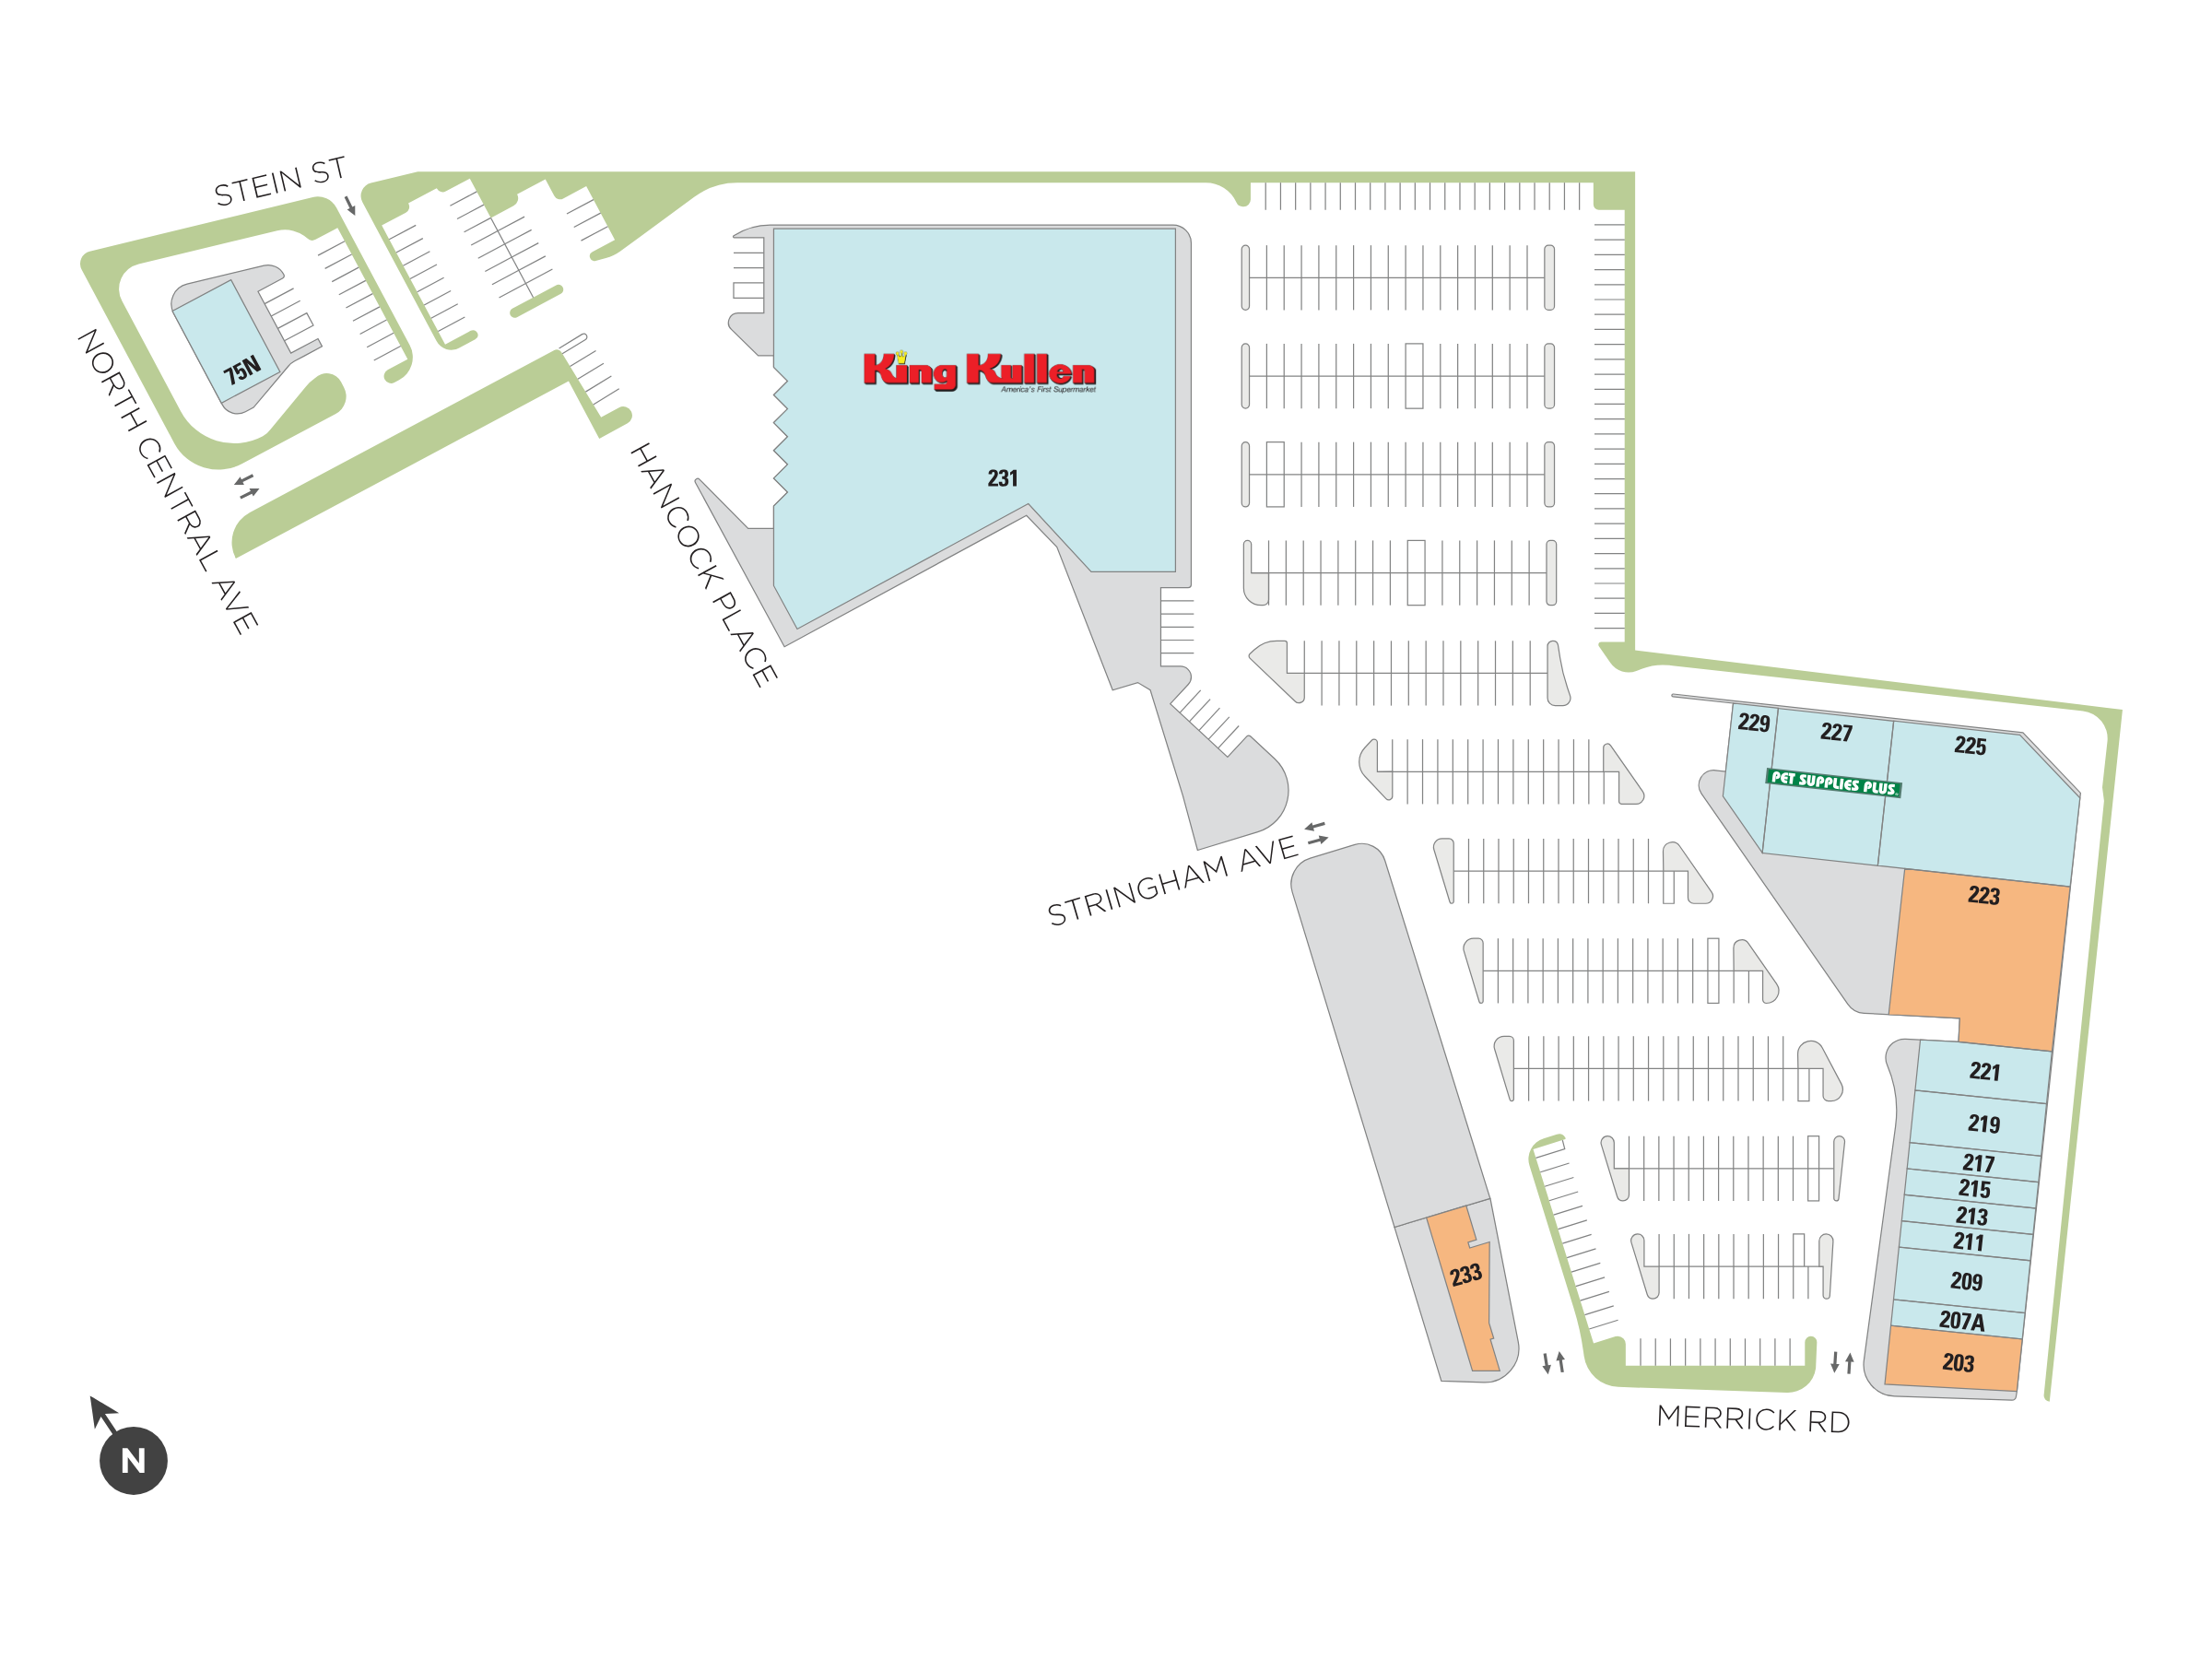 STEIN ST
NORTH CENTRAL AVE
75N
HANCOCK PLACE
King Kullen
America's First Supermarket
231
STRINGHAM AVE
229
227
225
PET SUPPLIES PLUS.
223
221
219
217
215
213
211
209
207A
203
233
MERRICK RD
N